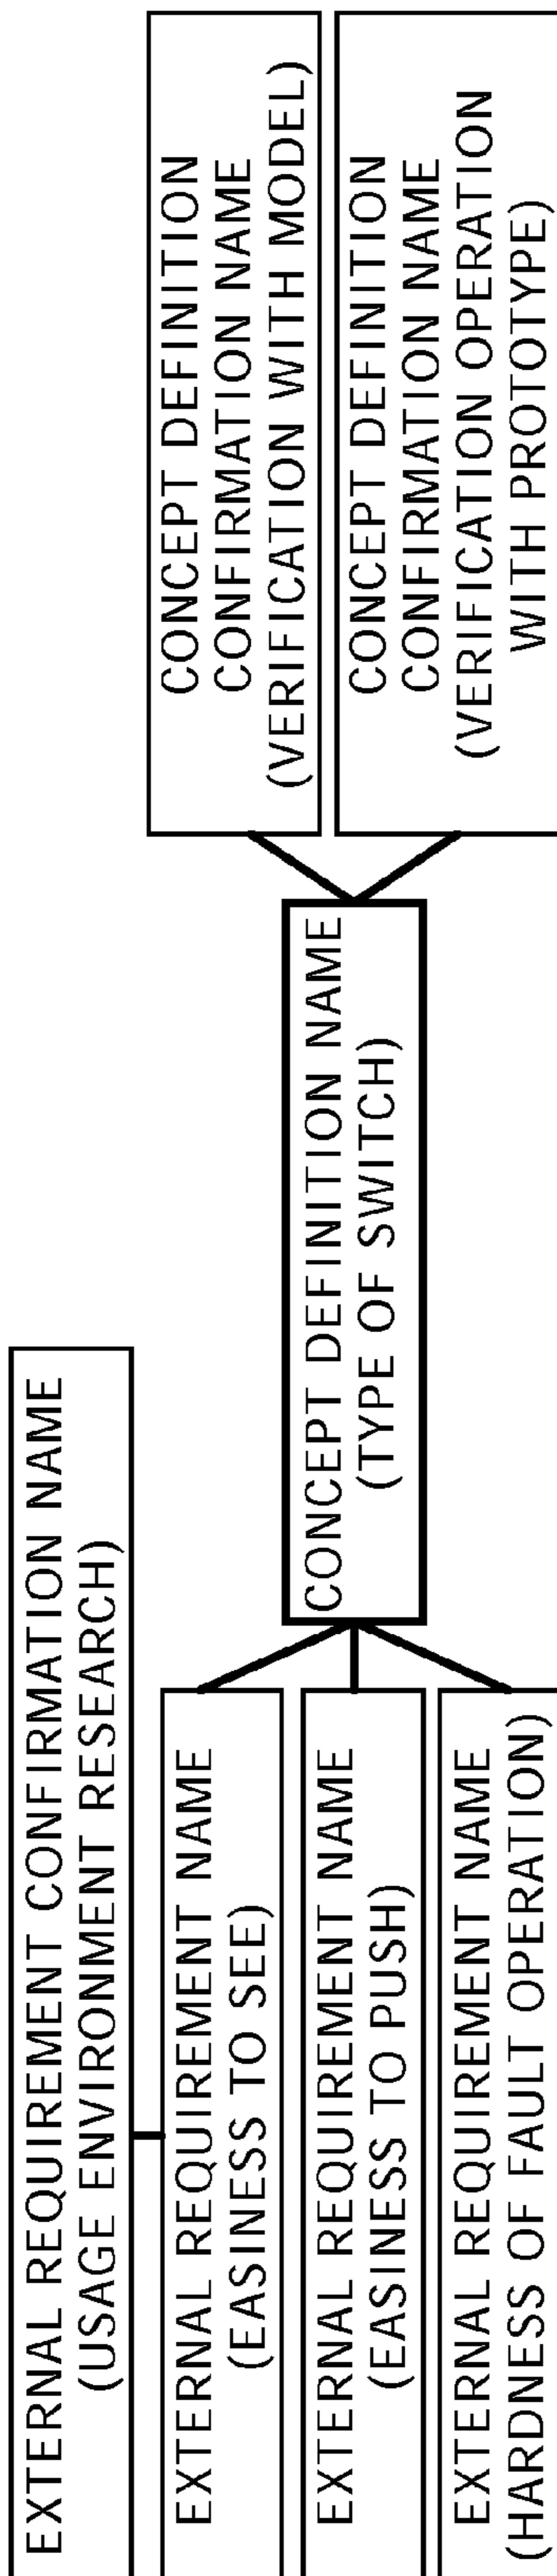 EXTERNAL REQUIREMENT CONFIRMATION NAME
(USAGE ENVIRONMENT RESEARCH)
EXTERNAL REQUIREMENT NAME
(EASINESS TO SEE)
EXTERNAL REQUIREMENT NAME
(EASINESS TO PUSH)
EXTERNAL REQUIREMENT NAME
(HARDNESS OF FAULT OPERATION)
CONCEPT DEFINITION NAME
(TYPE OF SWITCH)
CONCEPT DEFINITION
CONFIRMATION NAME
(VERIFICATION WITH MODEL)
CONCEPT DEFINITION
CONFIRMATION NAME
(VERIFICATION OPERATION
WITH PROTOTYPE)